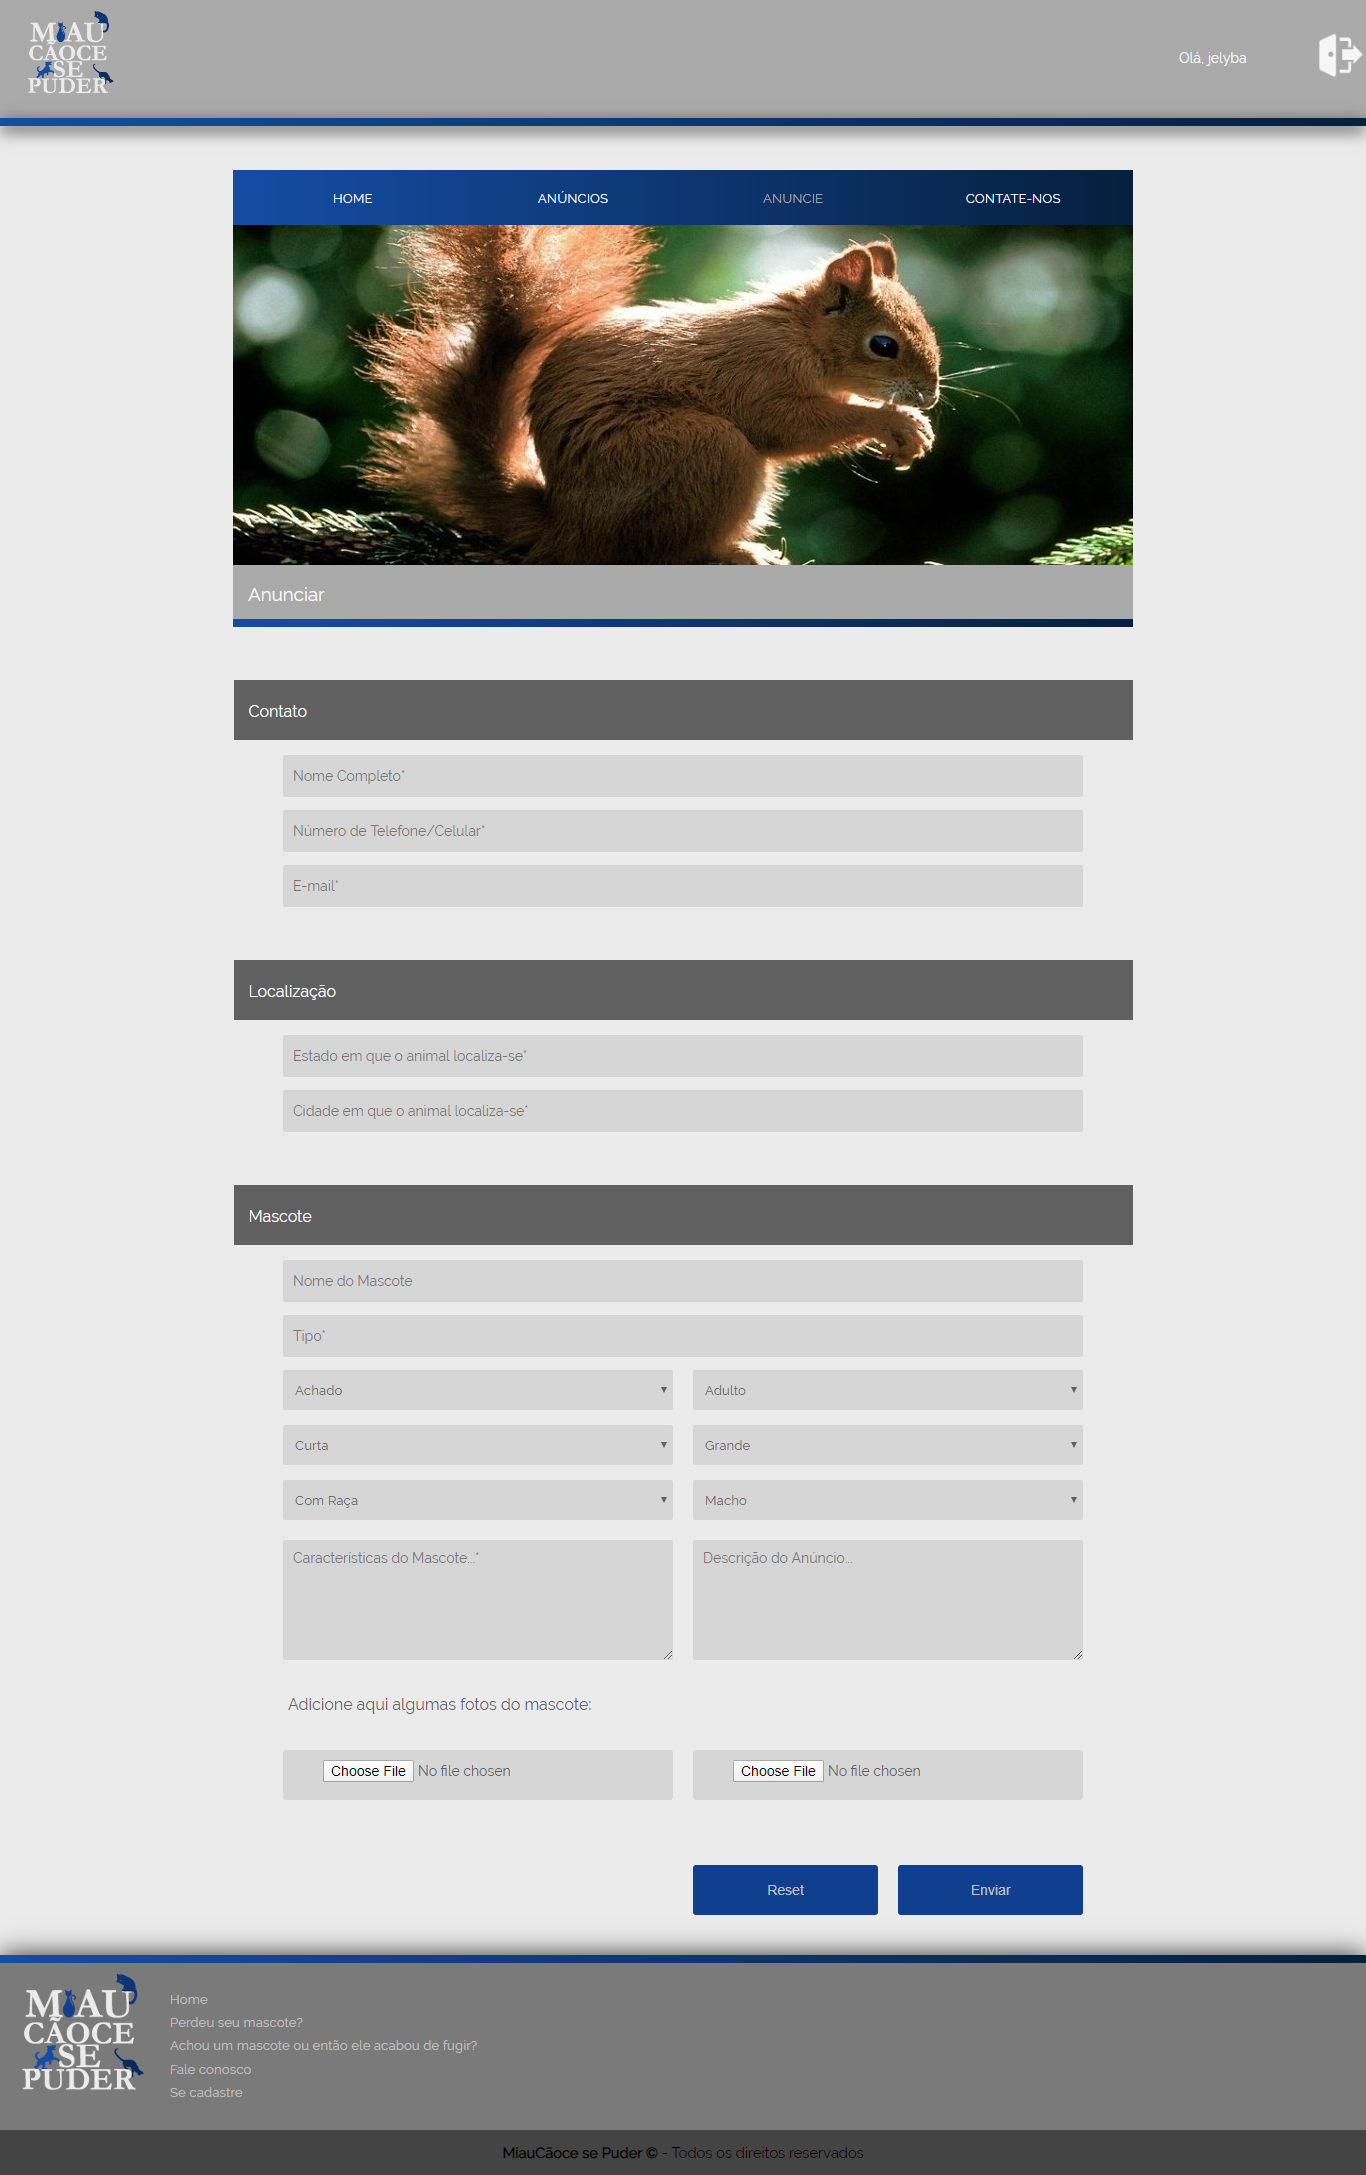 MIAU
CÃOCE
SE
PUDER
Olá, jelyba
HOME
ANÚNCIOS
ANUNCIE
CONTATE-NOS
Anunciar
Contato
Nome Completo*
Número de Telefone/Celular*
E-mail*
Localização
Estado em que o animal localiza-se*
Cidade em que o animal localiza-se*
Mascote
Nome do Mascote
Tipo*
Achado
Adulto
Curta
Grande
Com Raça
Macho
Características do Mascote...*
Descrição do Anúncio...
Adicione aqui algumas fotos do mascote:
Choose File No file chosen
Choose File No file chosen
Reset
Enviar
MIAU
CÃOCE
SE
PUDER
Home
Perdeu seu mascote?
Achou um mascote ou então ele acabou de fugir?
Fale conosco
Se cadastre
MiauCãoce se Puder © - Todos os direitos reservados